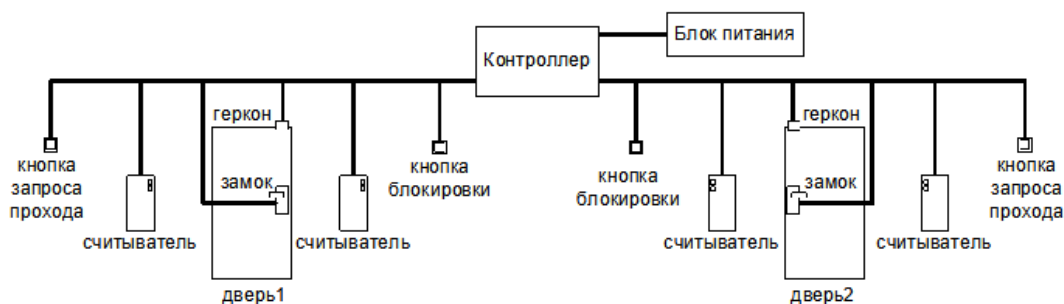 Блок питания
Контроллер
геркон
геркон
кнопка
запроса
прохода
замок
кнопка
блокировки
кнопка
блокировки
замок
кнопка
запроса
прохода
считыватель
считыватель
считыватель
считыватель
дверь1
дверь2